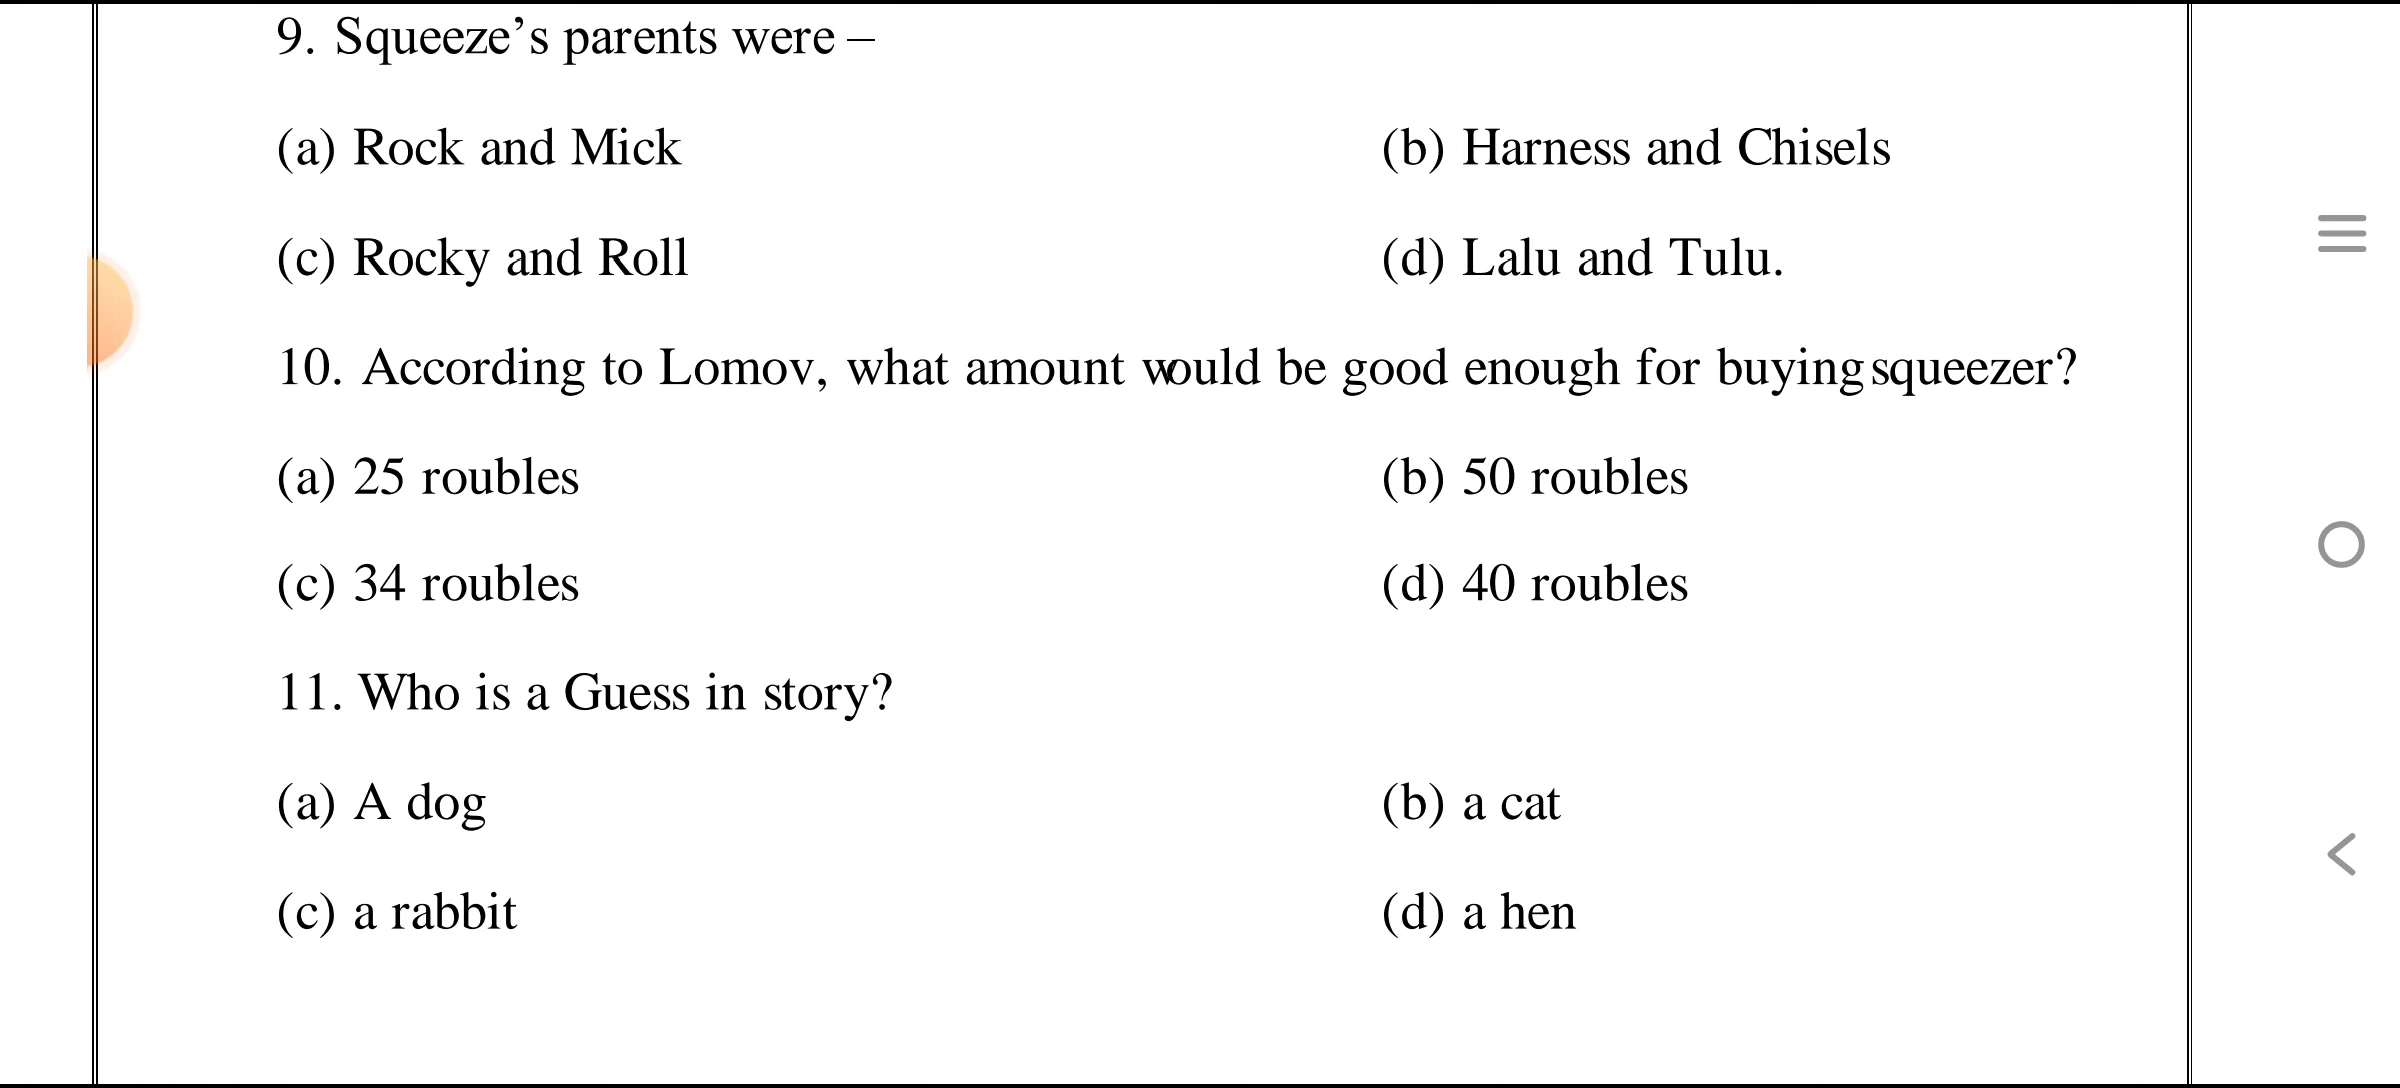 9. Squeeze’s parents were –
(a) Rock and Mick (b) Harness and Chisels
(c) Rocky and Roll (d) Lalu and Tulu.
10. According to Lomov, what amount would be good enough for buying squeezer?
(a) 25 roubles (b) 50 roubles
(c) 34 roubles (d) 40 roubles
11. Who is a Guess in story?
(a) A dog (b) a cat
(c) a rabbit (d) a hen